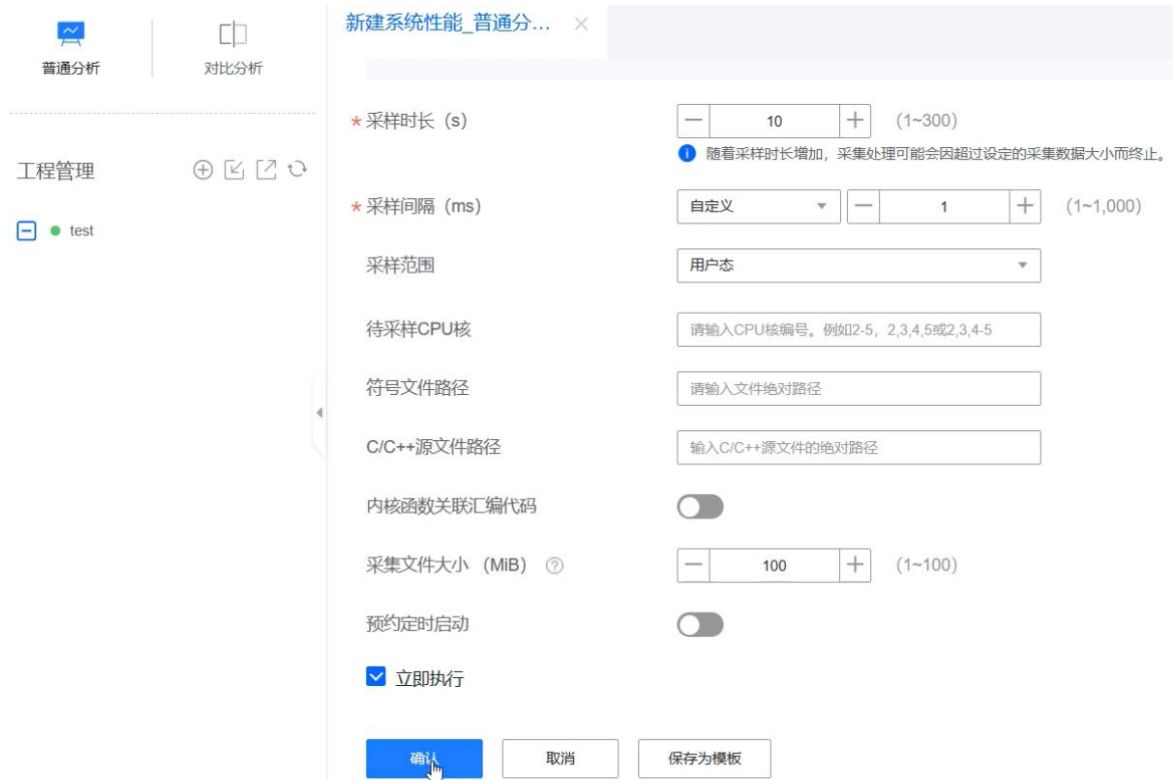 普通分析
对比分析
新建系统性能_普通分...
工程管理
test
* 采样时长（s）
10
(1~300)
随着采样时长增加，采集处理可能会因超过设定的采集数据大小而终止。
* 采样间隔（ms）
自定义
1
(1~1,000)
采样范围
用户态
待采样CPU核
请输入CPU核编号。例如2-5，2,3,4,5或2,3,4-5
符号文件路径
请输入文件绝对路径
C/C++源文件路径
输入C/C++源文件的绝对路径
内核函数关联汇编代码
采集文件大小 （MiB）
100
(1~100)
预约定时启动
立即执行
确认
取消
保存为模板